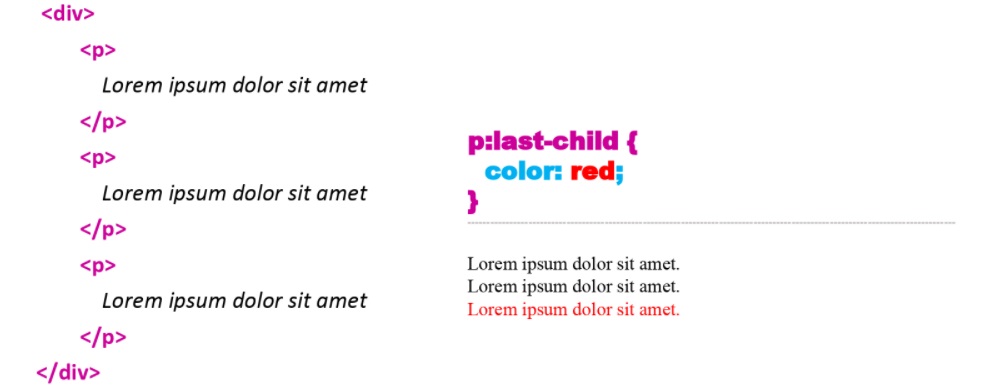 <div>
<p>
Lorem ipsum dolor sit amet
</p>
<p>
Lorem ipsum dolor sit amet
</p>
<p>
Lorem ipsum dolor sit amet
</p>
</div>
p:last-child {
color: red;
}
Lorem ipsum dolor sit amet.
Lorem ipsum dolor sit amet.
Lorem ipsum dolor sit amet.